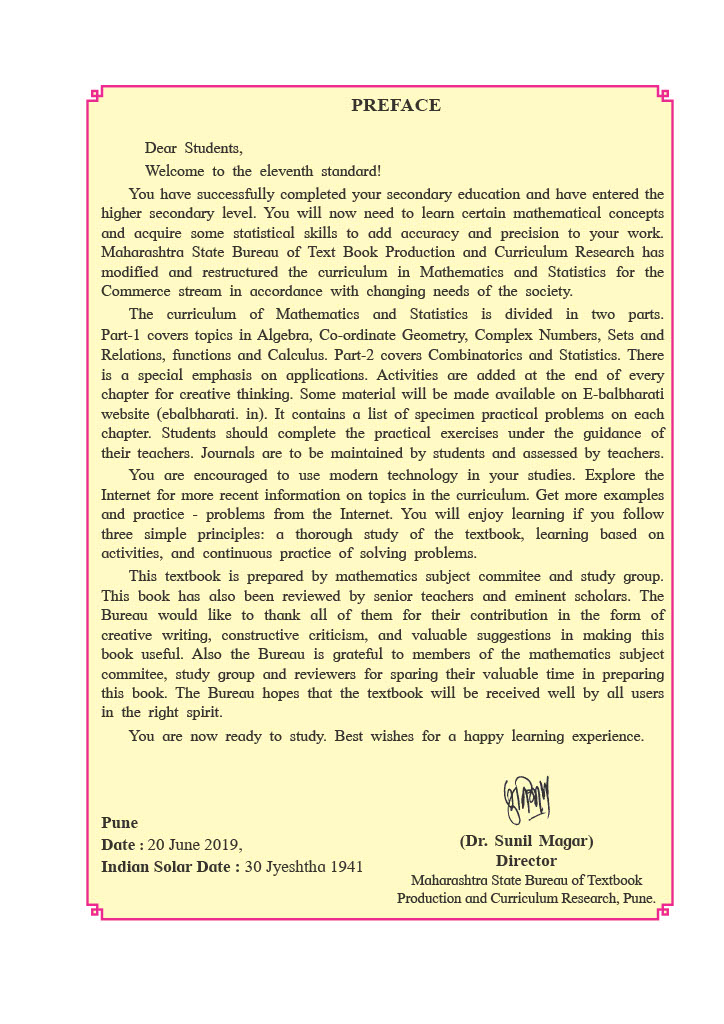 PREFACE
Dear Students,
Welcome to the eleventh standard!
You have successfully completed your secondary education and have entered the
higher secondary level. You will now need to learn certain mathematical concepts
and acquire some statistical skills to add accuracy and precision to your work.
Maharashtra State Bureau of Text Book Production and Curriculum Research has
modified and restructured the curriculum in Mathematics and Statistics for the
Commerce stream in accordance with changing needs of the society.
The curriculum of Mathematics and Statistics is divided in two parts.
Part-1 covers topics in Algebra, Co-ordinate Geometry, Complex Numbers, Sets and
Relations, functions and Calculus. Part-2 covers Combinatorics and Statistics. There
is a special emphasis on applications. Activities are added at the end of every
chapter for creative thinking. Some material will be made available on E-balbharati
website (ebalbharati. in). It contains a list of specimen practical problems on each
chapter. Students should complete the practical exercises under the guidance of
their teachers. Journals are to be maintained by students and assessed by teachers.
You are encouraged to use modern technology in your studies. Explore the
Internet for more recent information on topics in the curriculum. Get more examples
and practice - problems from the Internet. You will enjoy learning if you follow
three simple principles: a thorough study of the textbook, learning based on
activities, and continuous practice of solving problems.
This textbook is prepared by mathematics subject commitee and study group.
This book has also been reviewed by senior teachers and eminent scholars. The
Bureau would like to thank all of them for their contribution in the form of
creative writing, constructive criticism, and valuable suggestions in making this
book useful. Also the Bureau is grateful to members of the mathematics subject
commitee, study group and reviewers for sparing their valuable time in preparing
this book. The Bureau hopes that the textbook will be received well by all users
in the right spirit.
You are now ready to study. Best wishes for a happy learning experience.
Pune
Date : 20 June 2019,
Indian Solar Date : 30 Jyeshtha 1941
(Dr. Sunil Magar)
Director
Maharashtra State Bureau of Textbook
Production and Curriculum Research, Pune.